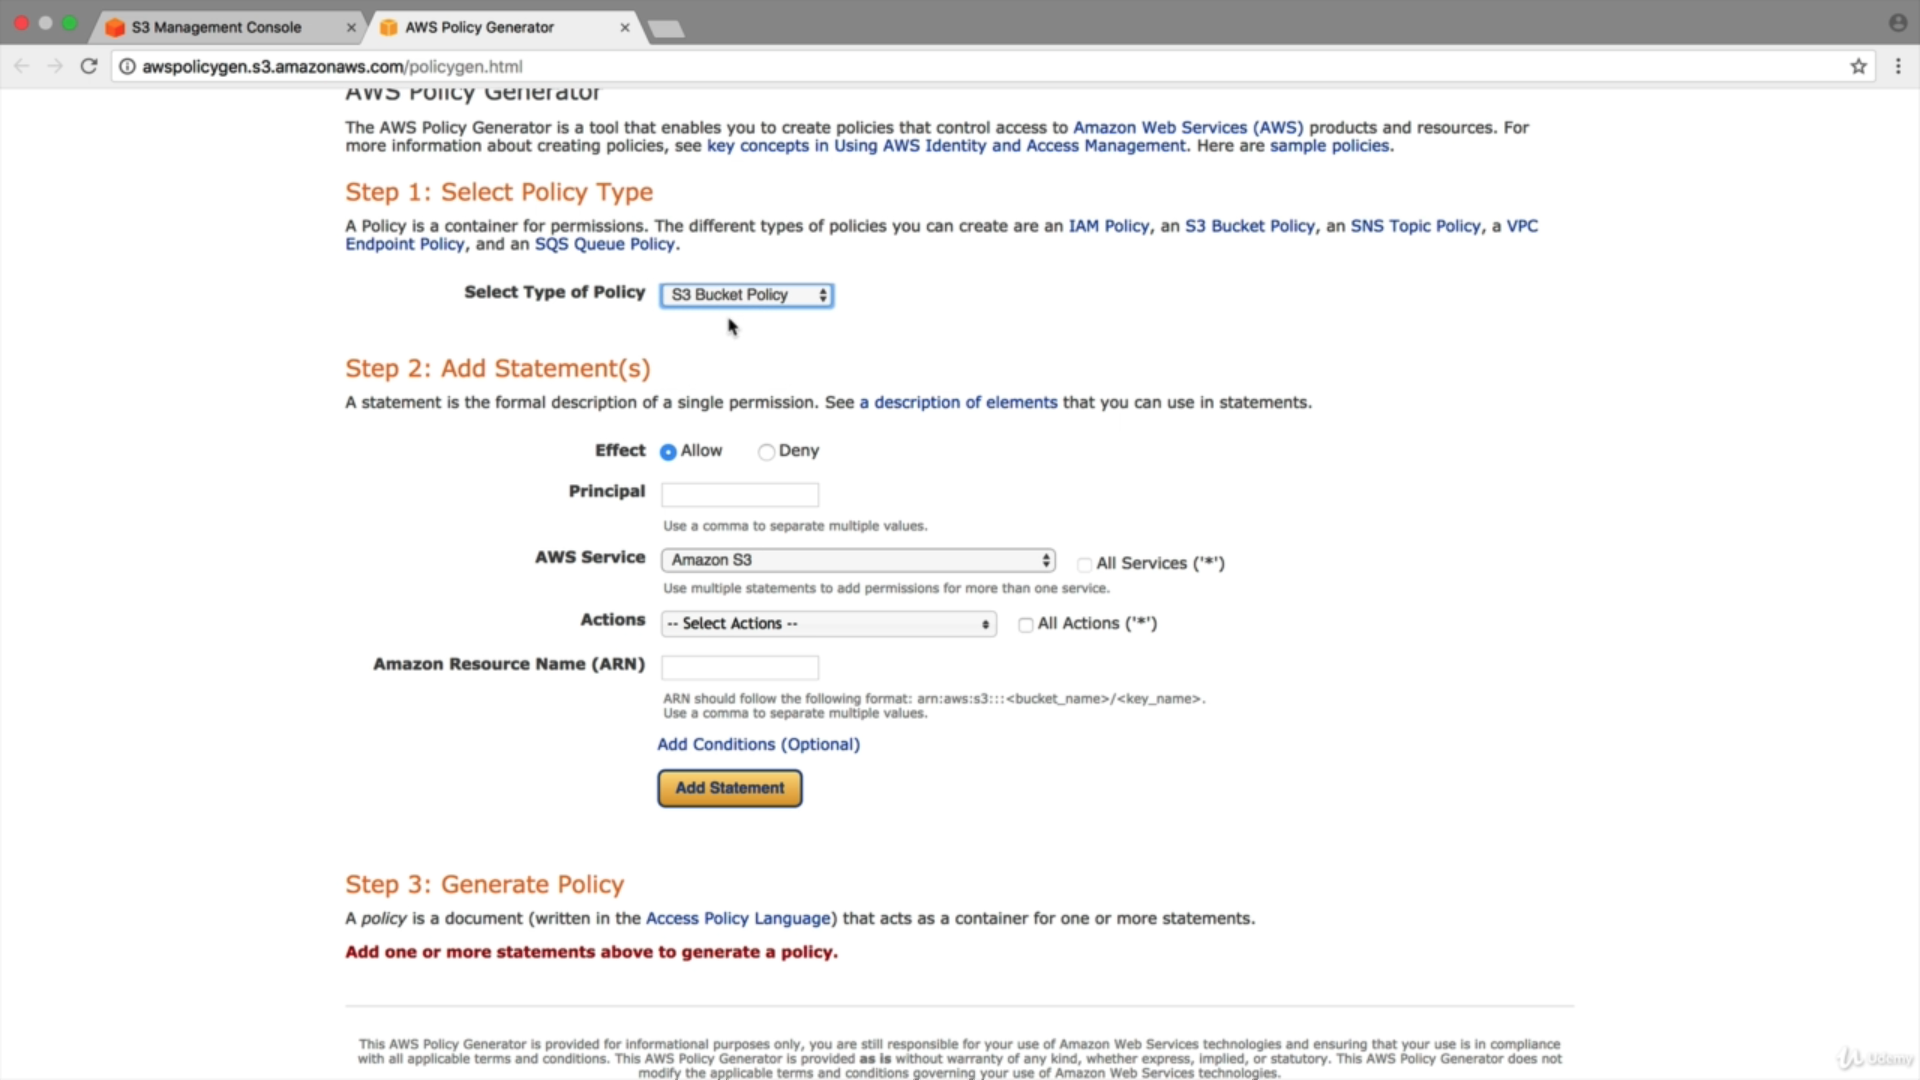 S3 Management Console
AWS Policy Generator
awspolicygen.s3.amazonaws.com/policygen.html
AWS Policy Generator
The AWS Policy Generator is a tool that enables you to create policies that control access to Amazon Web Services (AWS) products and resources. For
more information about creating policies, see key concepts in Using AWS Identity and Access Management. Here are sample policies.
Step 1: Select Policy Type
A Policy is a container for permissions. The different types of policies you can create are an IAM Policy, an S3 Bucket Policy, an SNS Topic Policy, a VPC
Endpoint Policy, and an SQS Queue Policy.
Select Type of Policy S3 Bucket Policy
Step 2: Add Statement(s)
A statement is the formal description of a single permission. See a description of elements that you can use in statements.
Effect Allow Deny
Principal
Use a comma to separate multiple values.
AWS Service Amazon S3 All Services ('*')
Use multiple statements to add permissions for more than one service.
Actions -- Select Actions -- All Actions ('*')
Amazon Resource Name (ARN)
ARN should follow the following format: arn:aws:s3:::<bucket_name>/<key_name>.
Use a comma to separate multiple values.
Add Conditions (Optional)
Add Statement
Step 3: Generate Policy
A policy is a document (written in the Access Policy Language) that acts as a container for one or more statements.
Add one or more statements above to generate a policy.
This AWS Policy Generator is provided for informational purposes only, you are still responsible for your use of Amazon Web Services technologies and ensuring that your use is in compliance
with all applicable terms and conditions. This AWS Policy Generator is provided as is without warranty of any kind, whether express, implied, or statutory. This AWS Policy Generator does not
modify the applicable terms and conditions governing your use of Amazon Web Services technologies.
Udemy